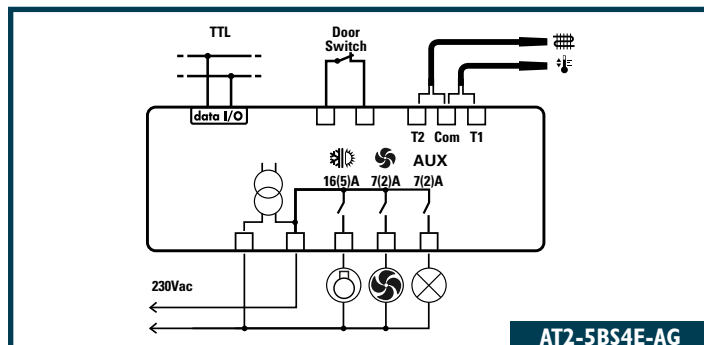 TTL
Door
Switch
data I/O
T2 Com T1
AUX
16(5)A 7(2)A 7(2)A
230Vac
AT2-5BS4E-AG